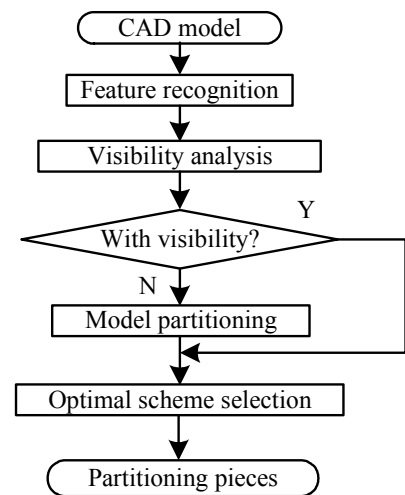 CAD model
Feature recognition
Visibility analysis
Y
With visibility?
N
Model partitioning
Optimal scheme selection
Partitioning pieces